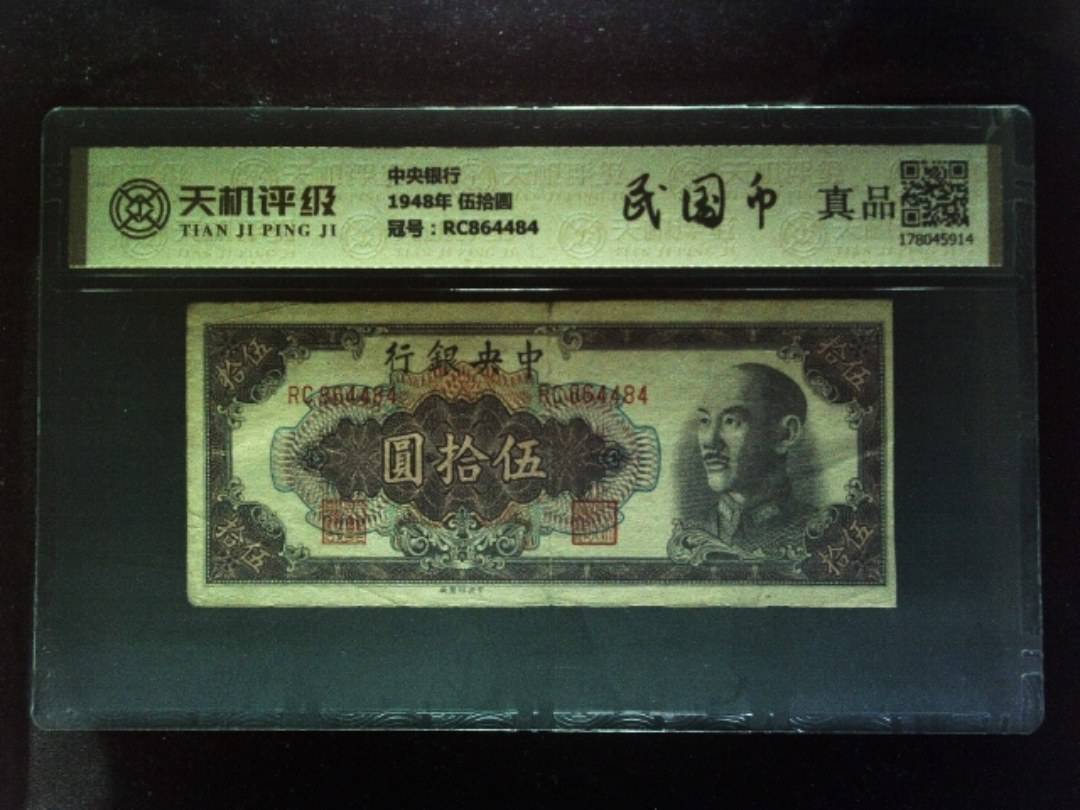 天机评级
TIAN JI PING JI
中央银行
1948年 伍拾圆
冠号：RC864484
民国币
真品
178045914
行銀央中
RC864484
RC864484
圓拾伍
拾伍
拾伍
拾伍
拾伍